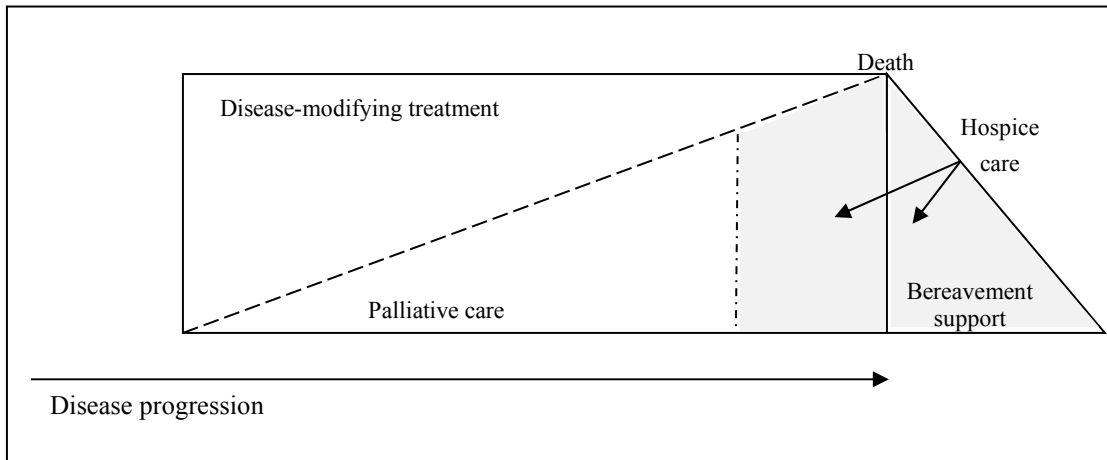 Death
Disease-modifying treatment
Hospice
care
Palliative care
Bereavement
support
Disease progression